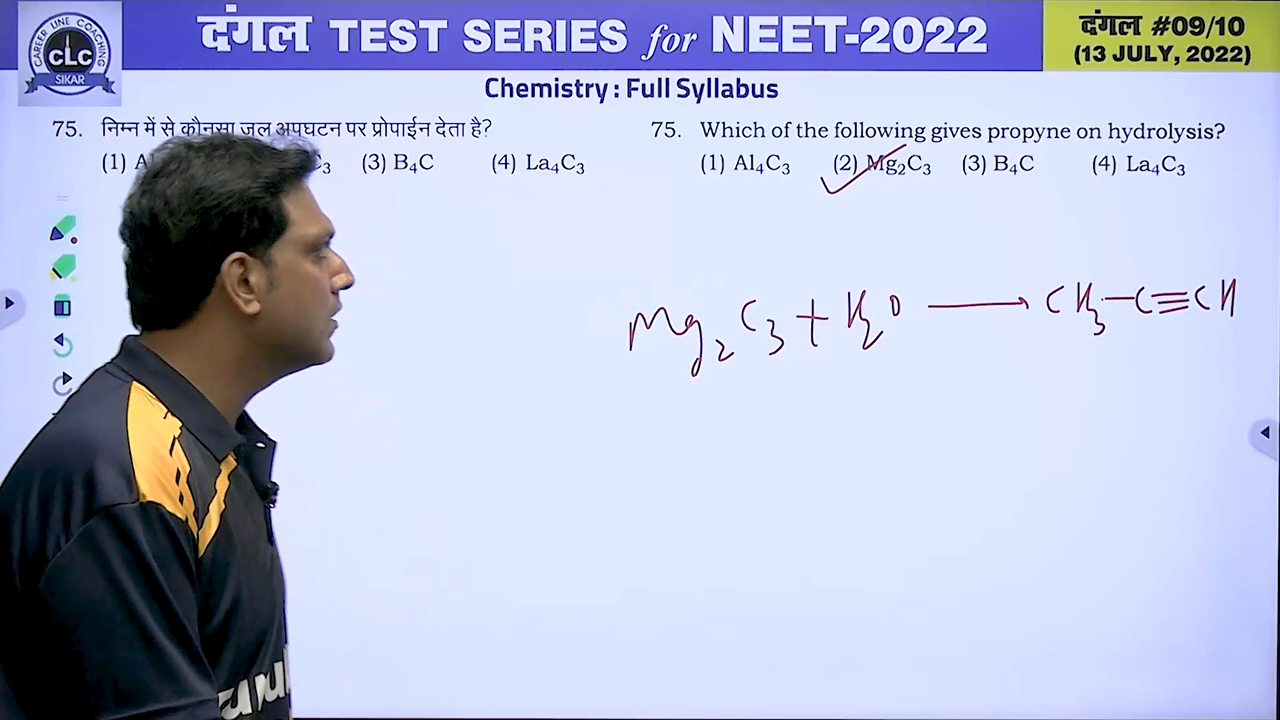 दंगल TEST SERIES for NEET-2022
दंगल #09/10
(13 JULY, 2022)
CAREER LINE COACHING
CLC
SIKAR
Chemistry : Full Syllabus
75. निम्न में से कौनसा जल अपघटन पर प्रोपाईन देता है?
(1) A
₃ (3) B₄C (4) La₄C₃
75. Which of the following gives propyne on hydrolysis?
(1) Al₄C₃ (2) Mg₂C₃ (3) B₄C (4) La₄C₃
Mg₂C₃ + H₂O ⟶ CH₃–C≡CH